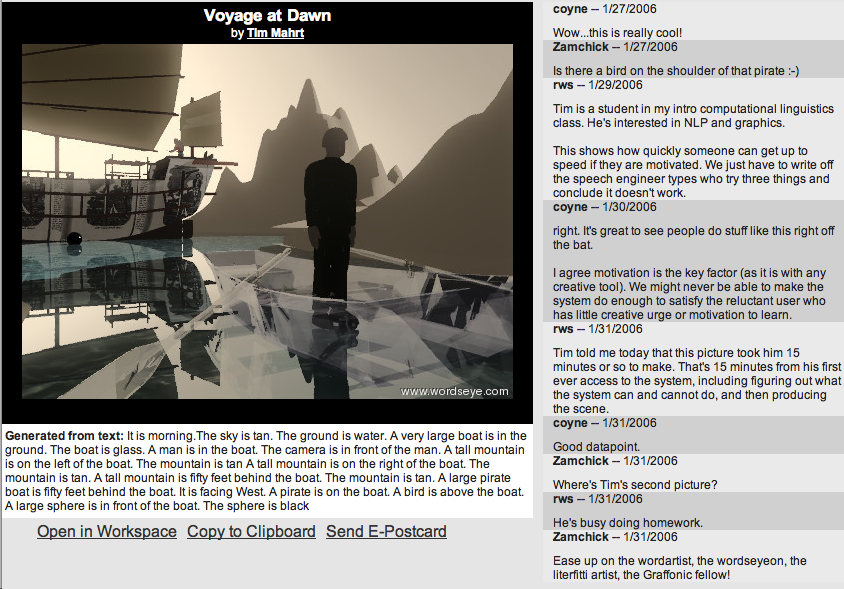 Voyage at Dawn
by Tim Mahrt
www.wordseye.com
Generated from text: It is morning.The sky is tan. The ground is water. A very large boat is in the
ground. The boat is glass. A man is in the boat. The camera is in front of the man. A tall mountain
is on the left of the boat. The mountain is tan A tall mountain is on the right of the boat. The
mountain is tan. A tall mountain is fifty feet behind the boat. The mountain is tan. A large pirate
boat is fifty feet behind the boat. It is facing West. A pirate is on the boat. A bird is above the boat.
A large sphere is in front of the boat. The sphere is black
Open in Workspace Copy to Clipboard Send E-Postcard
coyne -- 1/27/2006
Wow...this is really cool!
Zamchick -- 1/27/2006
Is there a bird on the shoulder of that pirate :-)
rws -- 1/29/2006
Tim is a student in my intro computational linguistics
class. He's interested in NLP and graphics.
This shows how quickly someone can get up to
speed if they are motivated. We just have to write off
the speech engineer types who try three things and
conclude it doesn't work.
coyne -- 1/30/2006
right. It's great to see people do stuff like this right off
the bat.
I agree motivation is the key factor (as it is with any
creative tool). We might never be able to make the
system do enough to satisfy the reluctant user who
has little creative urge or motivation to learn.
rws -- 1/31/2006
Tim told me today that this picture took him 15
minutes or so to make. That's 15 minutes from his first
ever access to the system, including figuring out what
the system can and cannot do, and then producing
the scene.
coyne -- 1/31/2006
Good datapoint.
Zamchick -- 1/31/2006
Where's Tim's second picture?
rws -- 1/31/2006
He's busy doing homework.
Zamchick -- 1/31/2006
Ease up on the wordartist, the wordseyeon, the
literfitti artist, the Graffonic fellow!